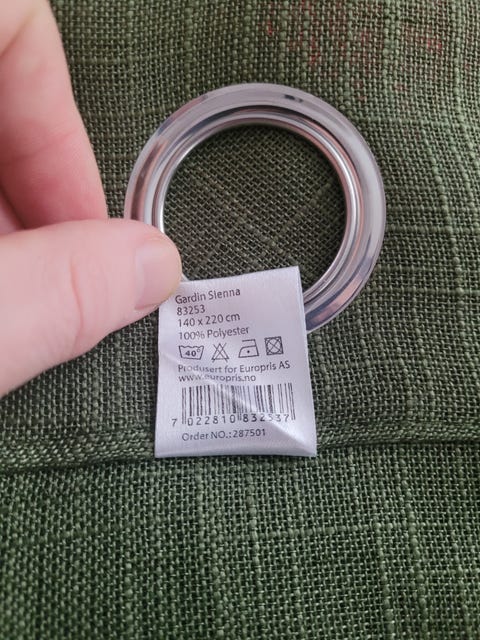 Gardin Sienna
83253
140 x 220 cm
100% Polyester
40°
Produsert for Europris AS
www.europris.no
7 022810 832537
Order NO.:287501